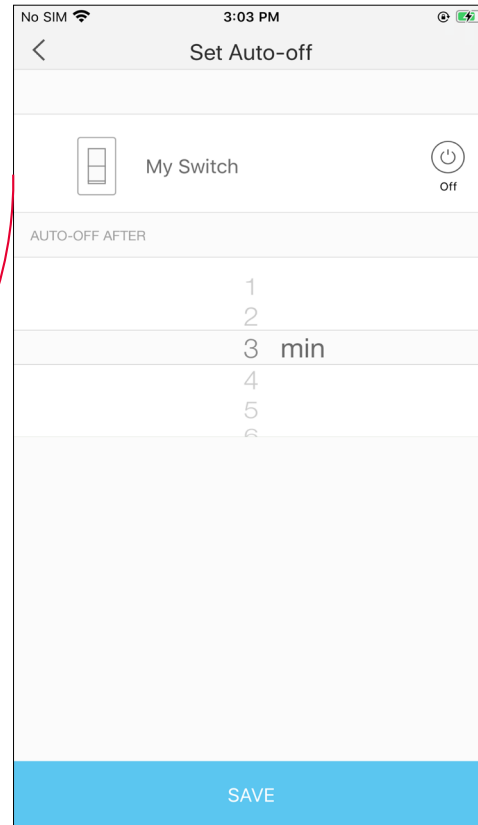 No SIM 3:03 PM
Set Auto-off
My Switch
Off
AUTO-OFF AFTER
1
2
3 min
4
5
6
SAVE